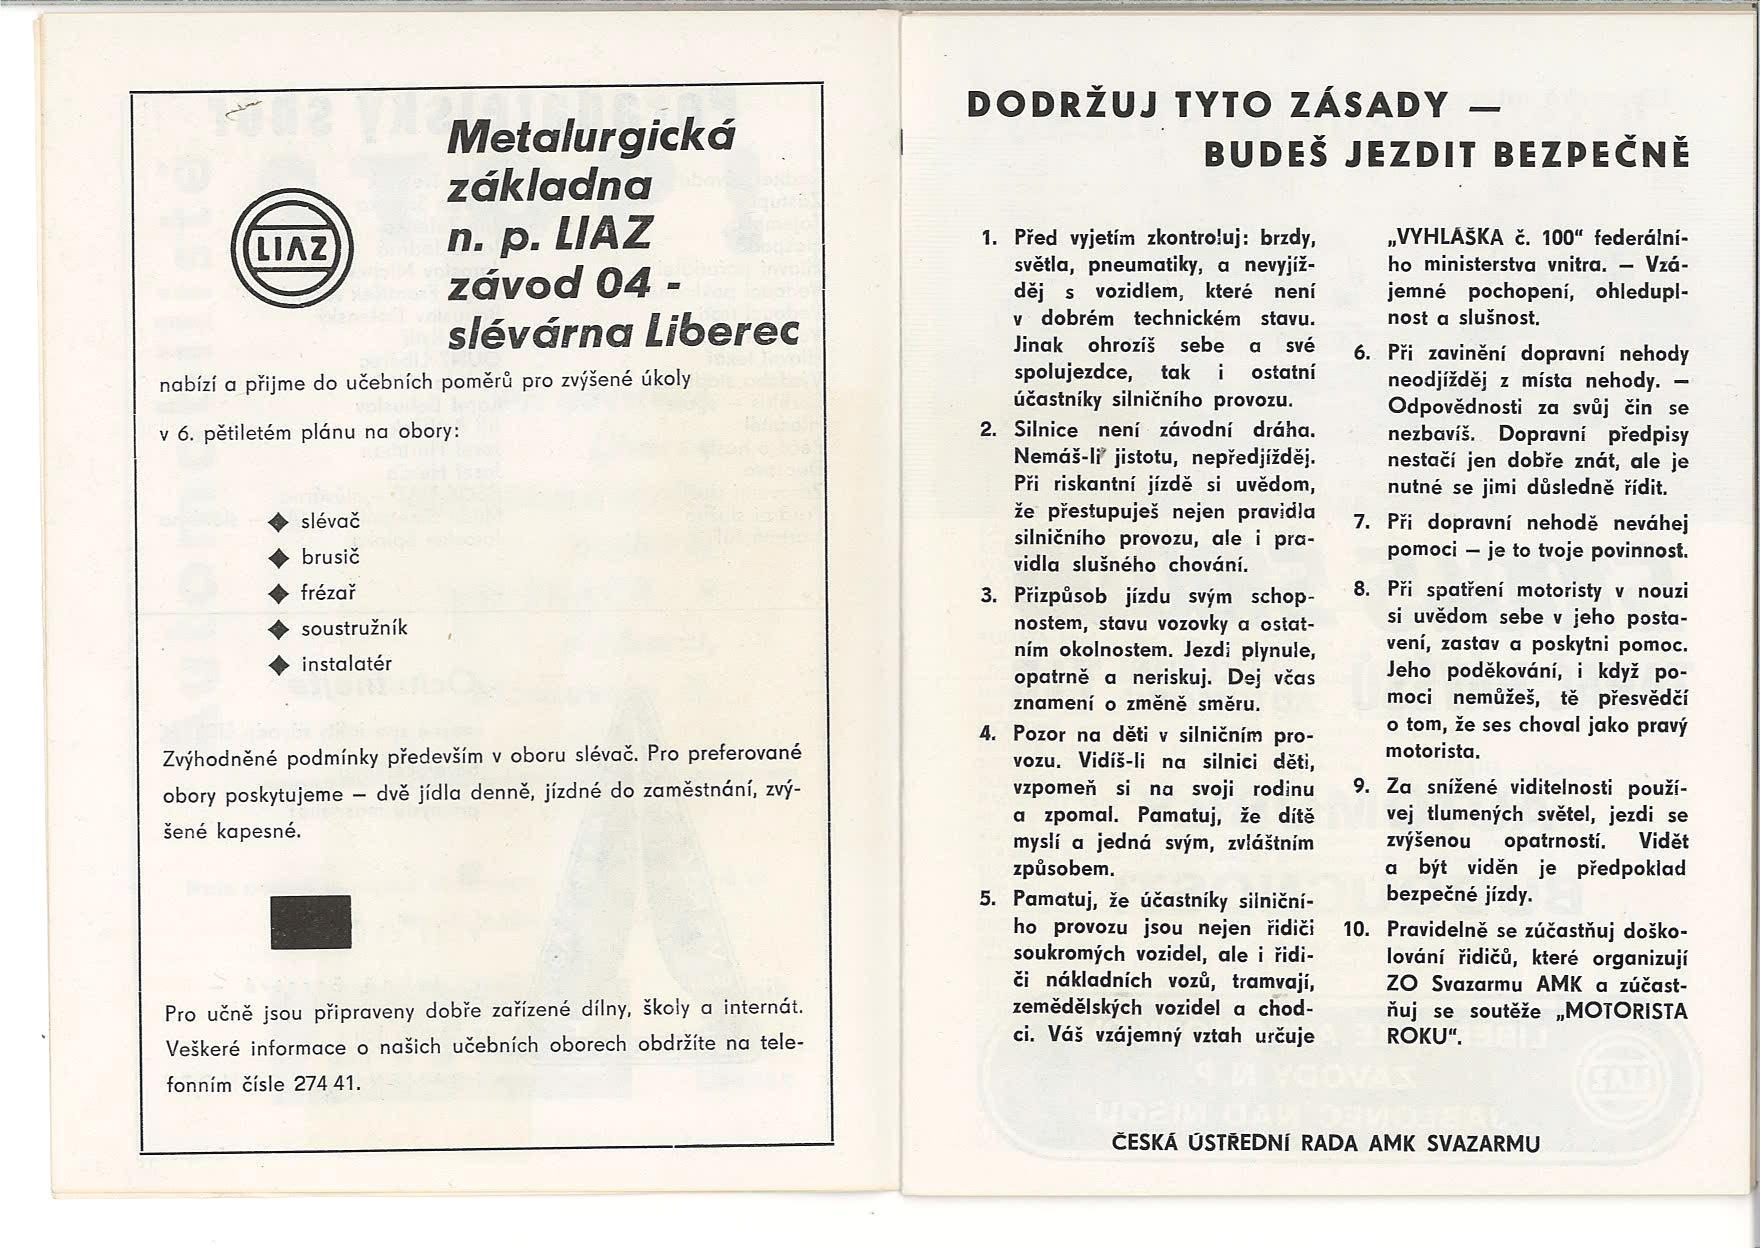 LIAZ
Metalurgická
základna
n. p. LIAZ
závod 04 -
slévárna Liberec
nabízí a přijme do učebních poměrů pro zvýšené úkoly
v 6. pětiletém plánu na obory:
◆ slévač
◆ brusič
◆ frézař
◆ soustružník
◆ instalatér
Zvýhodněné podmínky především v oboru slévač. Pro preferované
obory poskytujeme — dvě jídla denně, jízdné do zaměstnání, zvý-
šené kapesné.
Pro učně jsou připraveny dobře zařízené dílny, školy a internát.
Veškeré informace o našich učebních oborech obdržíte na tele-
fonním čísle 274 41.
DODRŽUJ TYTO ZÁSADY —
BUDEŠ JEZDIT BEZPEČNĚ
1. Před vyjetím zkontroluj: brzdy,
světla, pneumatiky, a nevyjíž-
děj s vozidlem, které není
v dobrém technickém stavu.
Jinak ohrozíš sebe a své
spolujezdce, tak i ostatní
účastníky silničního provozu.
2. Silnice není závodní dráha.
Nemáš-li jistotu, nepředjížděj.
Při riskantní jízdě si uvědom,
že přestupuješ nejen pravidla
silničního provozu, ale i pra-
vidla slušného chování.
3. Přizpůsob jízdu svým schop-
nostem, stavu vozovky a ostat-
ním okolnostem. Jezdi plynule,
opatrně a neriskuj. Dej včas
znamení o změně směru.
4. Pozor na děti v silničním pro-
vozu. Vidíš-li na silnici děti,
vzpomeň si na svoji rodinu
a zpomal. Pamatuj, že dítě
myslí a jedná svým, zvláštním
způsobem.
5. Pamatuj, že účastníky silniční-
ho provozu jsou nejen řidiči
soukromých vozidel, ale i řidi-
či nákladních vozů, tramvají,
zemědělských vozidel a chod-
ci. Váš vzájemný vztah určuje
„VYHLÁŠKA č. 100" federální-
ho ministerstva vnitra. — Vzá-
jemné pochopení, ohledupl-
nost a slušnost.
6. Při zavinění dopravní nehody
neodjížděj z místa nehody. —
Odpovědnosti za svůj čin se
nezbavíš. Dopravní předpisy
nestačí jen dobře znát, ale je
nutné se jimi důsledně řídit.
7. Při dopravní nehodě neváhej
pomoci — je to tvoje povinnost.
8. Při spatření motoristy v nouzi
si uvědom sebe v jeho posta-
vení, zastav a poskytni pomoc.
Jeho poděkování, i když po-
moci nemůžeš, tě přesvědčí
o tom, že ses choval jako pravý
motorista.
9. Za snížené viditelnosti použí-
vej tlumených světel, jezdi se
zvýšenou opatrností. Vidět
a být viděn je předpoklad
bezpečné jízdy.
10. Pravidelně se zúčastňuj doško-
lování řidičů, které organizují
ZO Svazarmu AMK a zúčast-
ňuj se soutěže „MOTORISTA
ROKU".
ČESKÁ ÚSTŘEDNÍ RADA AMK SVAZARMU